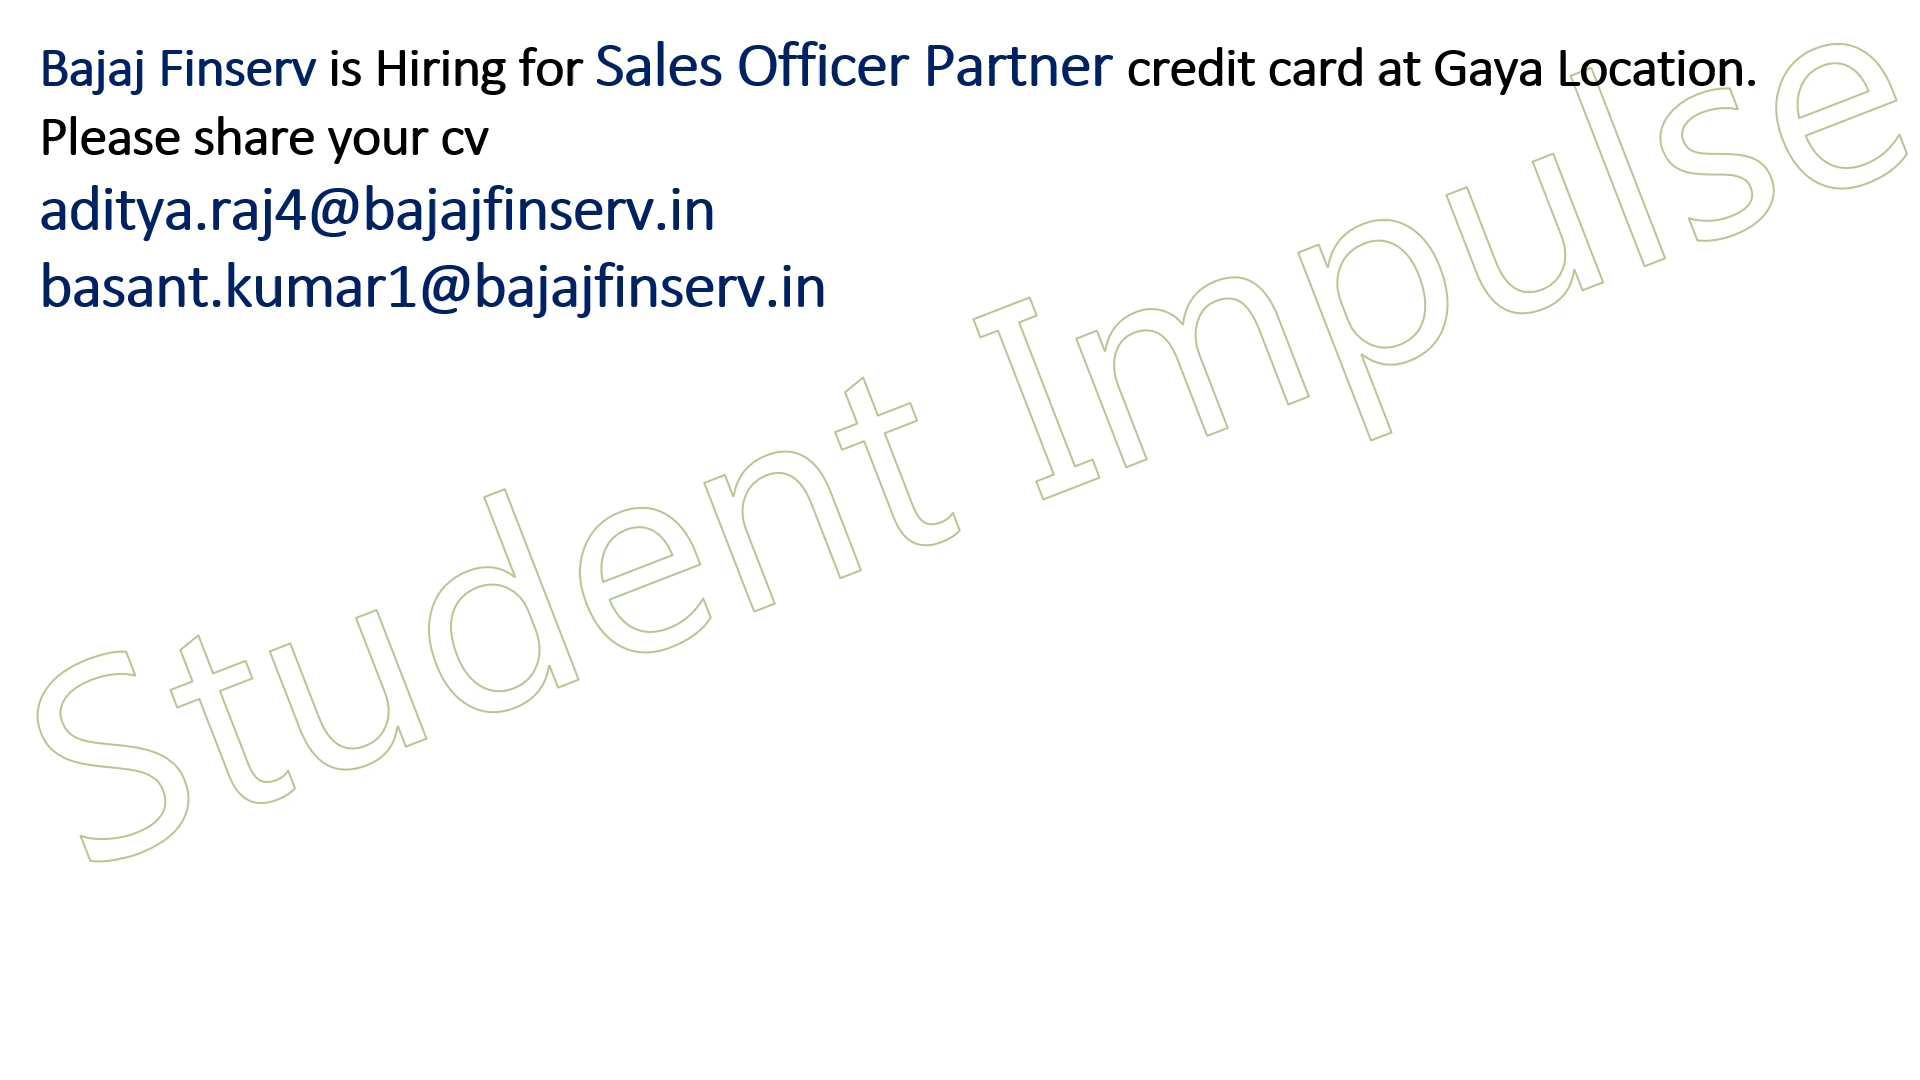 Bajaj Finserv is Hiring for Sales Officer Partner credit card at Gaya Location.
Please share your cv
aditya.raj4@bajajfinserv.in
basant.kumar1@bajajfinserv.in
Student Impulse